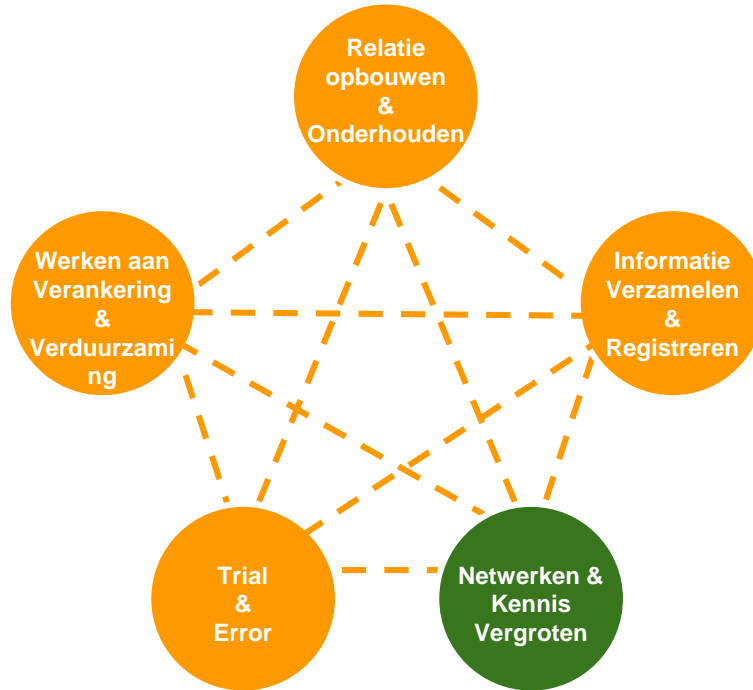 Relatie
opbouwen
&
Onderhouden
Werken aan
Verankering
&
Verduurzami
ng
Informatie
Verzamelen
&
Registreren
Trial
&
Error
Netwerken &
Kennis
Vergroten